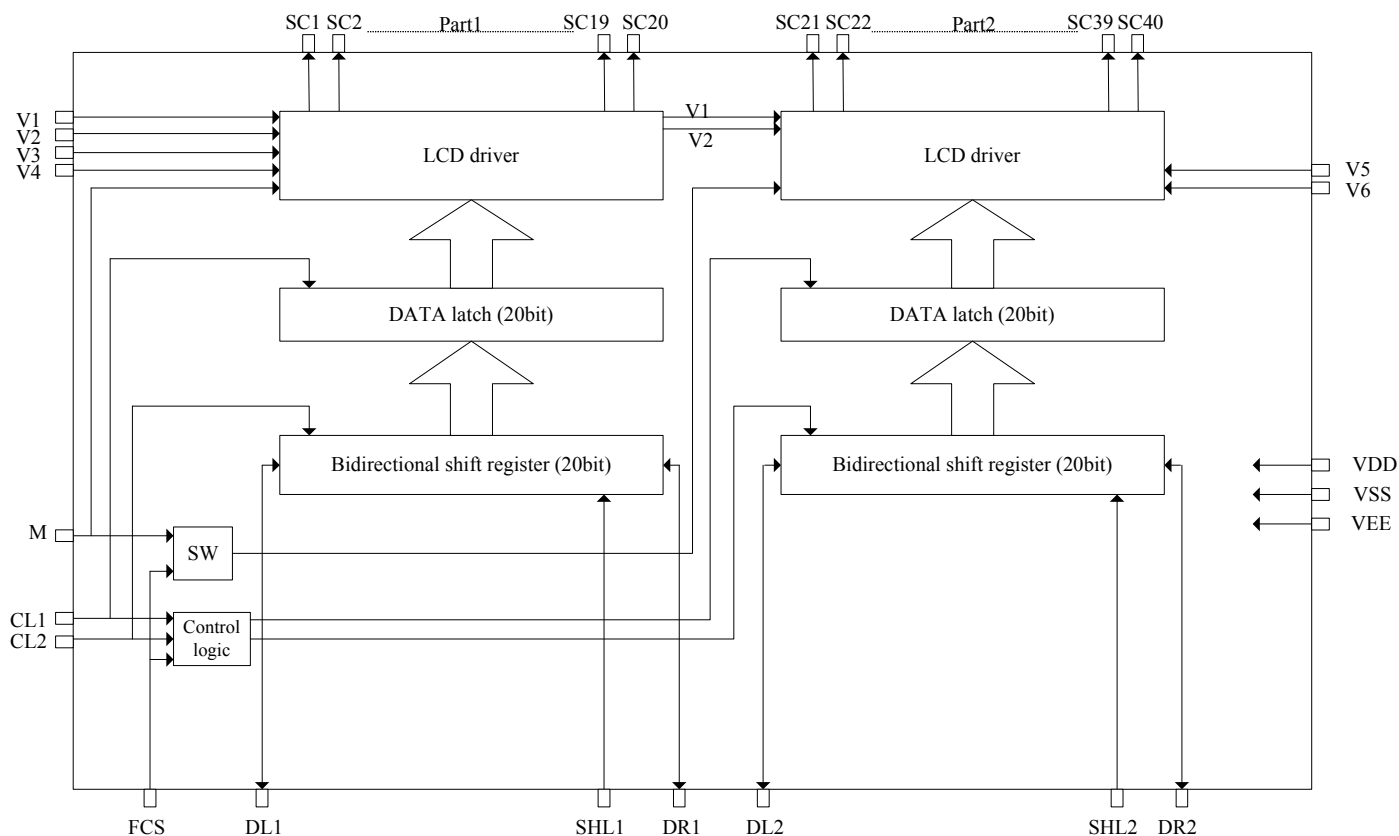 SC1 SC2 Part1 SC19 SC20 SC21 SC22 Part2 SC39 SC40
V1
V2
V3
V4
LCD driver
V1
V2
LCD driver
V5
V6
DATA latch (20bit)
DATA latch (20bit)
Bidirectional shift register (20bit)
Bidirectional shift register (20bit)
VDD
VSS
VEE
M
SW
CL1
CL2
Control
logic
FCS DL1 SHL1 DR1 DL2 SHL2 DR2